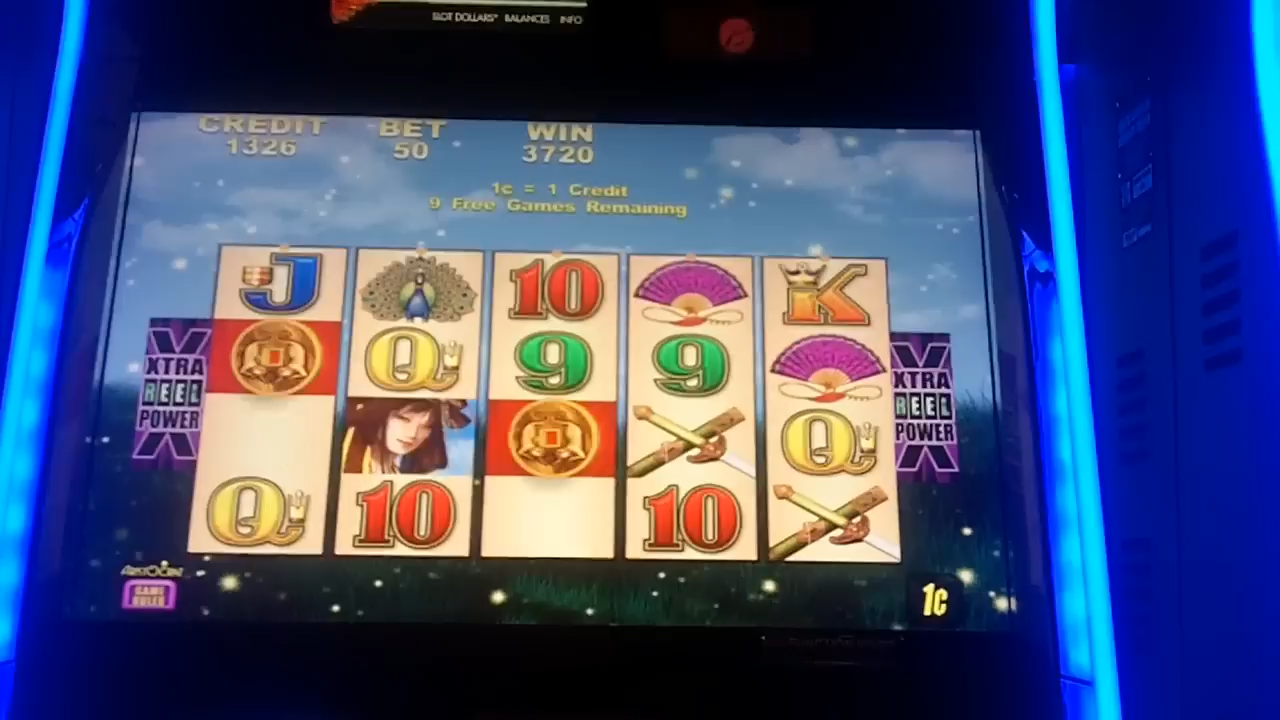 SLOT DOLLARS BALANCES INFO
CREDIT BET WIN
1326 50 3720
1c = 1 Credit
9 Free Games Remaining
J 10 K
Q 9 9
Q
Q 10 10
XTRA REEL POWER
XTRA REEL POWER
ARISTOCRAT
GAME RULES
1c